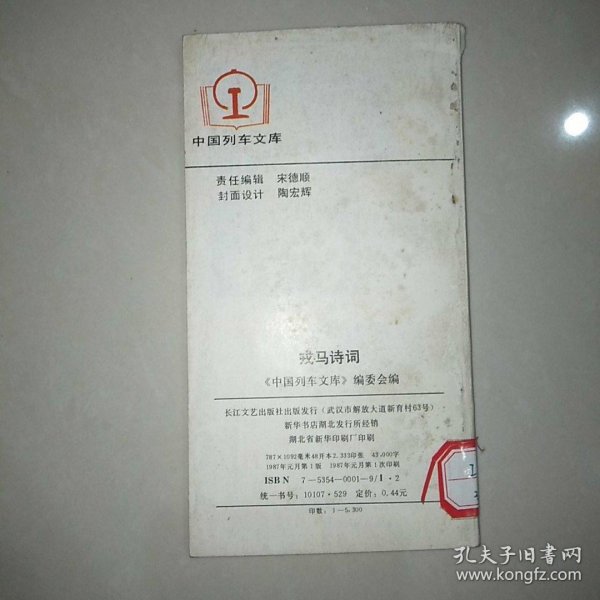 中国列车文库
责任编辑 宋德顺
封面设计 陶宏辉
戎马诗词
《中国列车文库》编委会编
长江文艺出版社出版发行（武汉市解放大道新育村63号）
新华书店湖北发行所经销
湖北省新华印刷厂印刷
787×1092毫米48开本2.333印张 43,000字
1987年元月第1版 1987年元月第1次印刷
ISBN 7-5354-0001-9/I·2
统一书号：10107·529 定价：0.44元
印数：1-5,300
孔夫子旧书网
www.kongfz.com